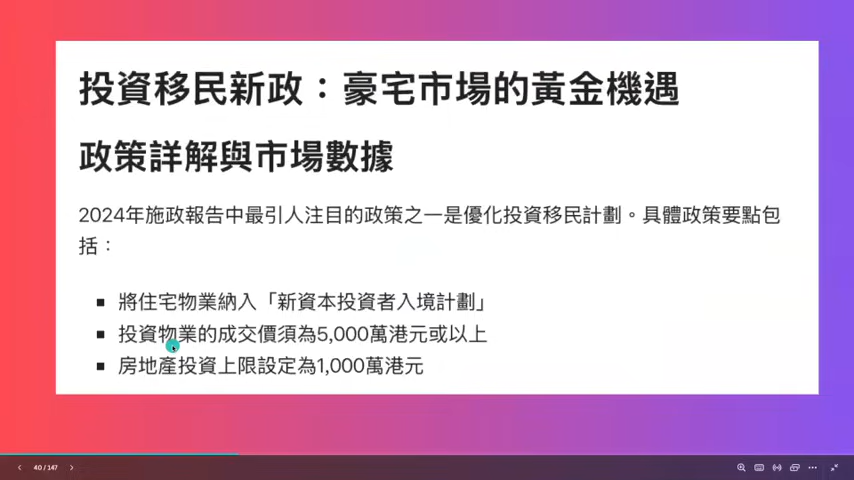 投資移民新政：豪宅市場的黃金機遇
政策詳解與市場數據
2024年施政報告中最引人注目的政策之一是優化投資移民計劃。具體政策要點包
括：
將住宅物業納入「新資本投資者入境計劃」
投資物業的成交價須為5,000萬港元或以上
房地產投資上限設定為1,000萬港元
40 / 147